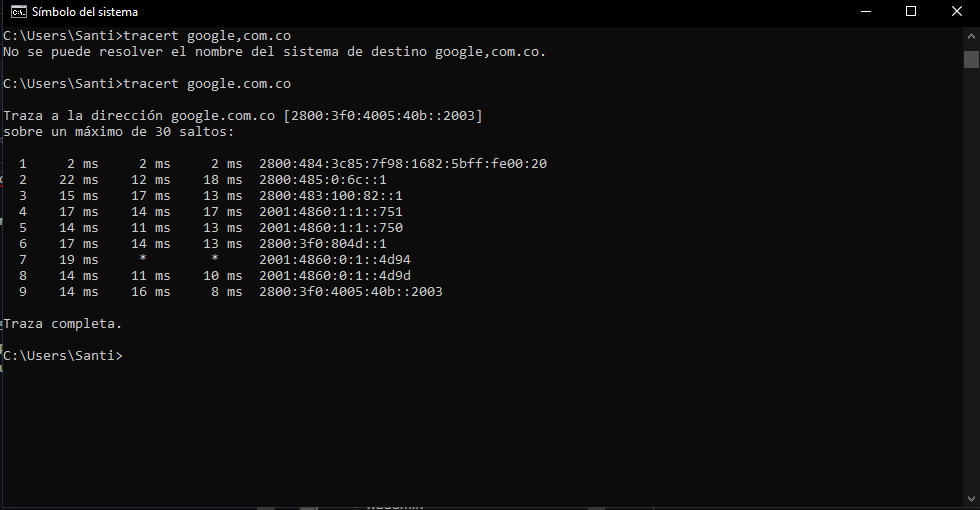 Símbolo del sistema
C:\Users\Santi>tracert google,com.co
No se puede resolver el nombre del sistema de destino google,com.co.
C:\Users\Santi>tracert google.com.co
Traza a la dirección google.com.co [2800:3f0:4005:40b::2003]
sobre un máximo de 30 saltos:
1 2 ms 2 ms 2 ms 2800:484:3c85:7f98:1682:5bff:fe00:20
2 22 ms 12 ms 18 ms 2800:485:0:6c::1
3 15 ms 17 ms 13 ms 2800:483:100:82::1
4 17 ms 14 ms 17 ms 2001:4860:1:1::751
5 14 ms 11 ms 13 ms 2001:4860:1:1::750
6 17 ms 14 ms 13 ms 2800:3f0:804d::1
7 19 ms * * 2001:4860:0:1::4d94
8 14 ms 11 ms 10 ms 2001:4860:0:1::4d9d
9 14 ms 16 ms 8 ms 2800:3f0:4005:40b::2003
Traza completa.
C:\Users\Santi>